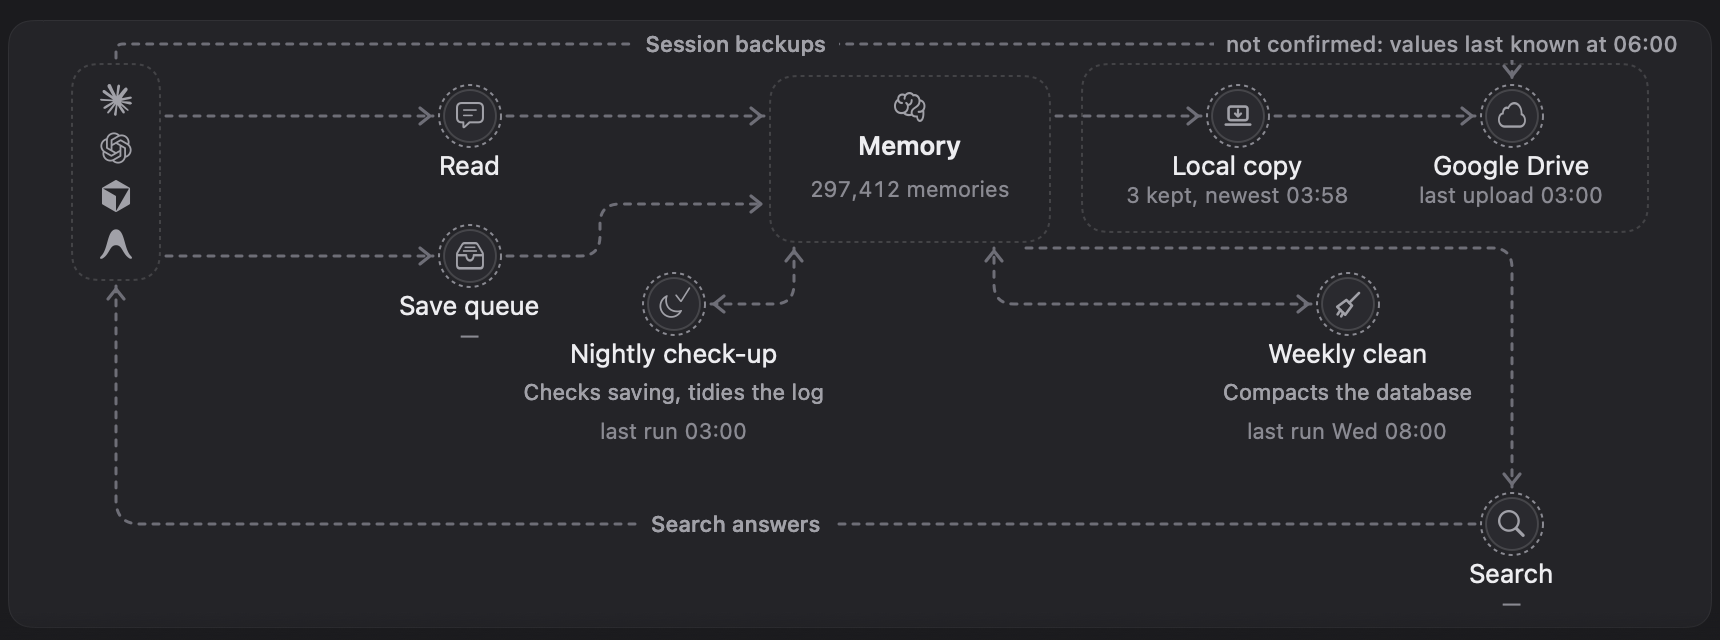 Session backups
not confirmed: values last known at 06:00
Read
Memory
297,412 memories
Local copy
3 kept, newest 03:58
Google Drive
last upload 03:00
Save queue
—
Nightly check-up
Checks saving, tidies the log
last run 03:00
Weekly clean
Compacts the database
last run Wed 08:00
Search answers
Search
—